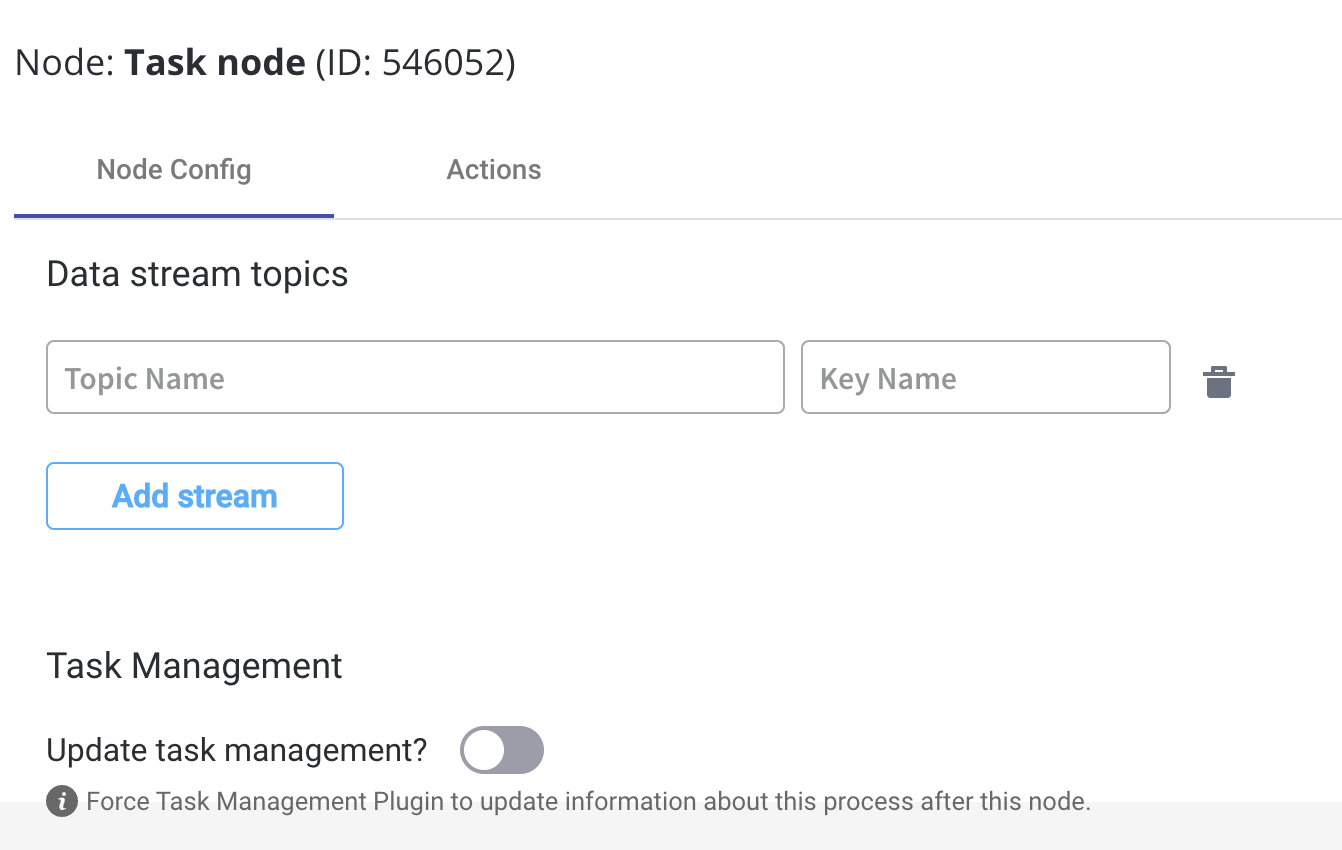 Node: Task node (ID: 546052)
Node Config Actions
Data stream topics
Topic Name Key Name
Add stream
Task Management
Update task management?
Force Task Management Plugin to update information about this process after this node.